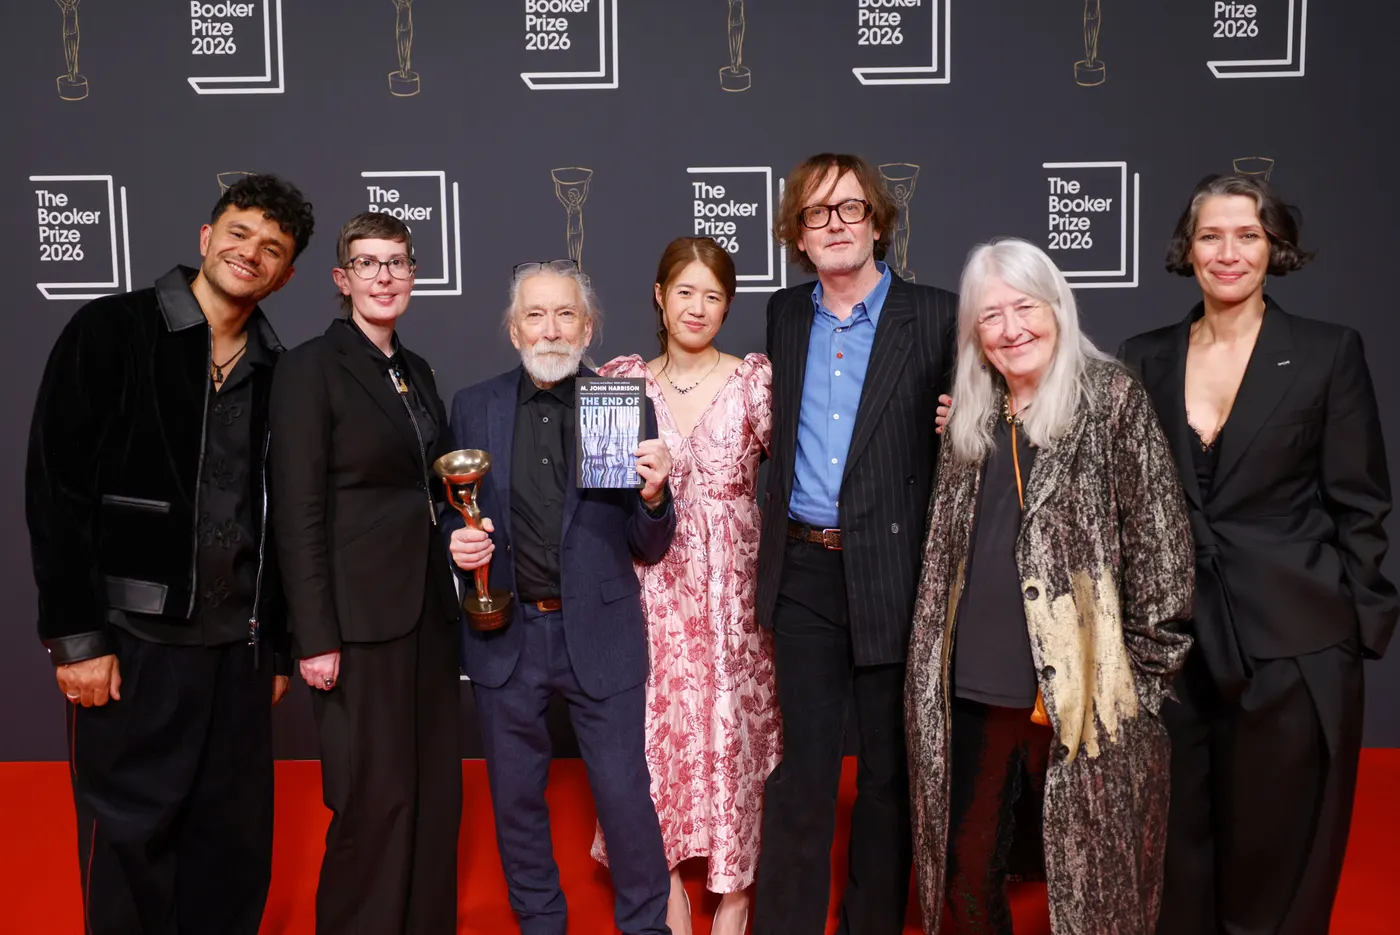 Booker
Prize
2026
Booker
Prize
2026
Booker
Prize
2026
Prize
2026
The
Booker
Prize
2026
The
Booker
The
Booker
Prize
26
The
Booker
Prize
2026
M. JOHN HARRISON
THE END OF
EVERYTHING